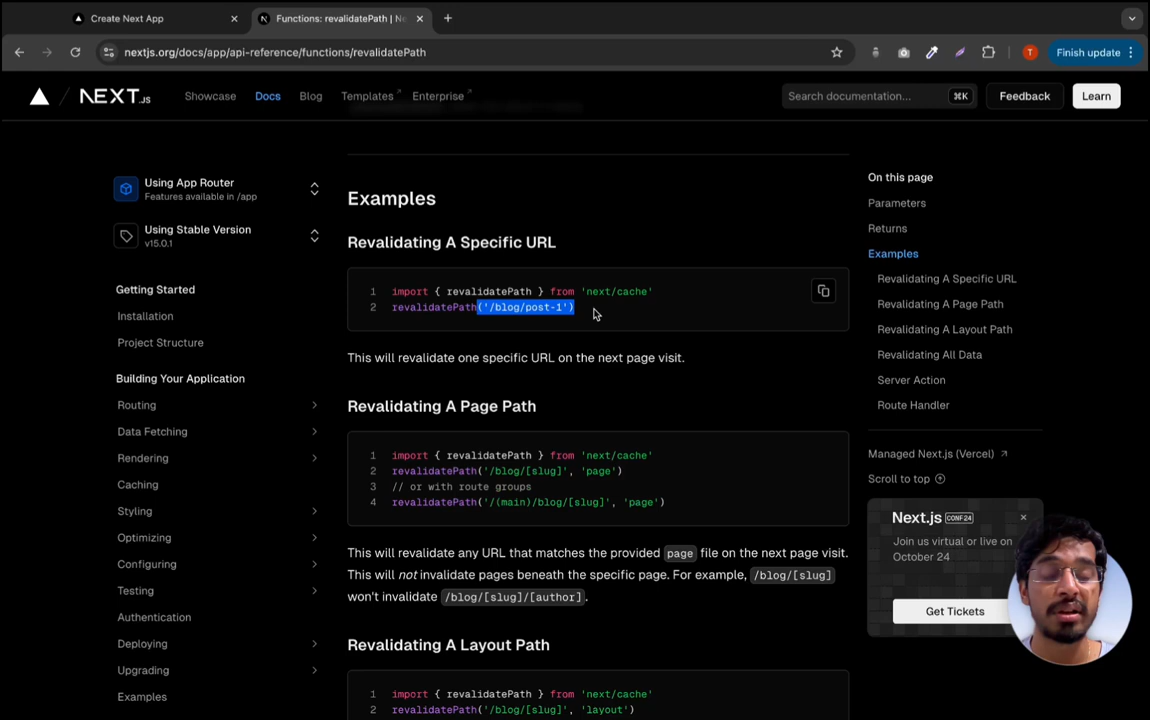 Create Next App
Functions: revalidatePath | Ne
nextjs.org/docs/app/api-reference/functions/revalidatePath
T
Finish update
NEXT.JS
Showcase
Docs
Blog
Templates
Enterprise
Search documentation...
⌘K
Feedback
Learn
Using App Router
Features available in /app
Using Stable Version
v15.0.1
Getting Started
Installation
Project Structure
Building Your Application
Routing
Data Fetching
Rendering
Caching
Styling
Optimizing
Configuring
Testing
Authentication
Deploying
Upgrading
Examples
Examples
Revalidating A Specific URL
1 import { revalidatePath } from 'next/cache'
2 revalidatePath('/blog/post-1')
This will revalidate one specific URL on the next page visit.
Revalidating A Page Path
1 import { revalidatePath } from 'next/cache'
2 revalidatePath('/blog/[slug]', 'page')
3 // or with route groups
4 revalidatePath('/(main)/blog/[slug]', 'page')
This will revalidate any URL that matches the provided page file on the next page visit.
This will not invalidate pages beneath the specific page. For example, /blog/[slug]
won't invalidate /blog/[slug]/[author].
Revalidating A Layout Path
1 import { revalidatePath } from 'next/cache'
2 revalidatePath('/blog/[slug]', 'layout')
On this page
Parameters
Returns
Examples
Revalidating A Specific URL
Revalidating A Page Path
Revalidating A Layout Path
Revalidating All Data
Server Action
Route Handler
Managed Next.js (Vercel)
Scroll to top
Next.js CONF24
Join us virtual or live on
October 24
Get Tickets